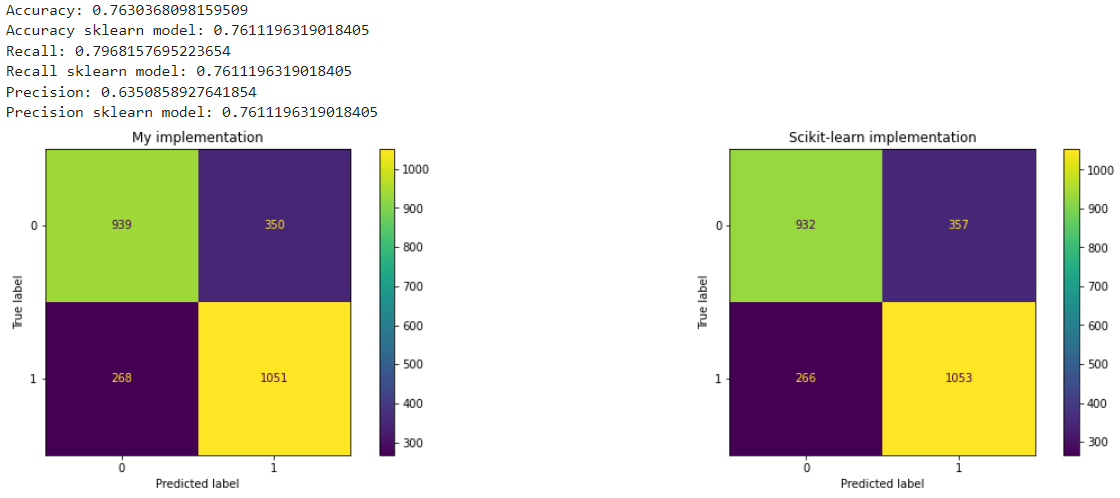 Accuracy: 0.7630368098159509
Accuracy sklearn model: 0.7611196319018405
Recall: 0.7968157695223654
Recall sklearn model: 0.7611196319018405
Precision: 0.6350858927641854
Precision sklearn model: 0.7611196319018405
My implementation
0
939
350
1
268
1051
0
1
True label
Predicted label
1000
900
800
700
600
500
400
300
Scikit-learn implementation
0
932
357
1
266
1053
0
1
True label
Predicted label
1000
900
800
700
600
500
400
300